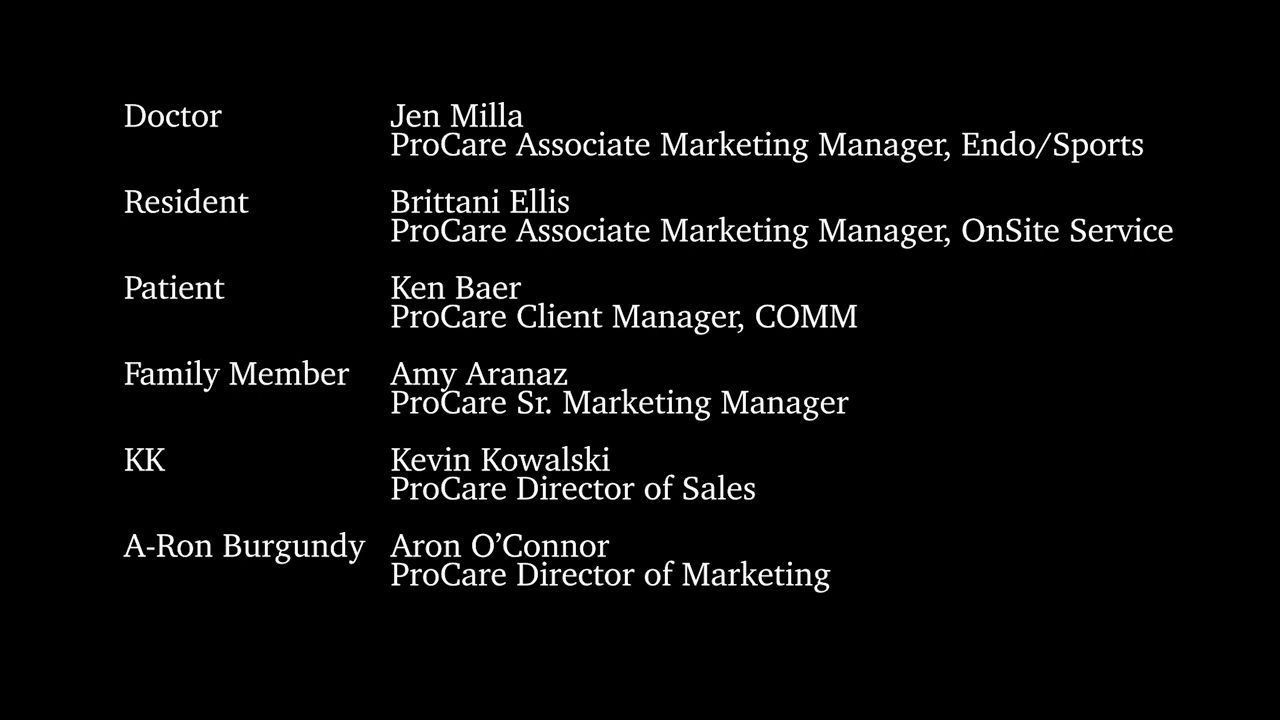 Doctor Jen Milla
ProCare Associate Marketing Manager, Endo/Sports
Resident Brittani Ellis
ProCare Associate Marketing Manager, OnSite Service
Patient Ken Baer
ProCare Client Manager, COMM
Family Member Amy Aranaz
ProCare Sr. Marketing Manager
KK Kevin Kowalski
ProCare Director of Sales
A-Ron Burgundy Aron O’Connor
ProCare Director of Marketing